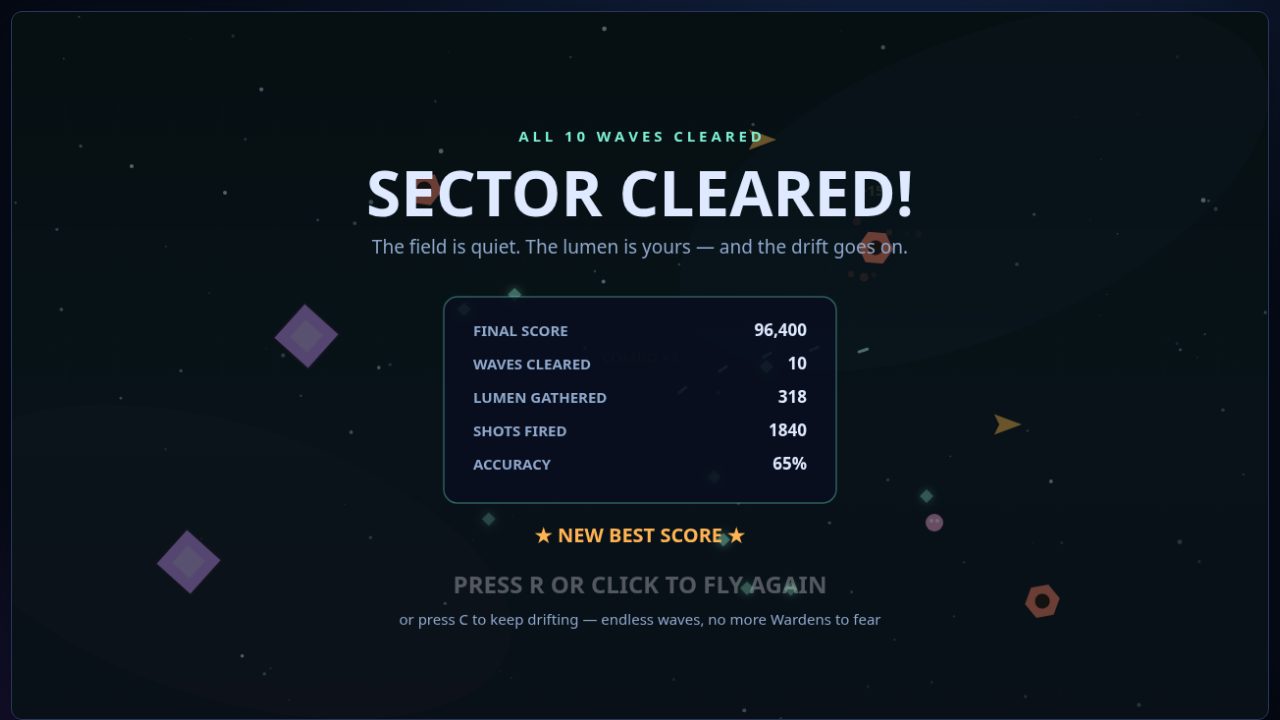 ALL 10 WAVES CLEARED
SECTOR CLEARED!
The field is quiet. The lumen is yours — and the drift goes on.
FINAL SCORE 96,400
WAVES CLEARED 10
LUMEN GATHERED 318
SHOTS FIRED 1840
ACCURACY 65%
★ NEW BEST SCORE ★
PRESS R OR CLICK TO FLY AGAIN
or press C to keep drifting — endless waves, no more Wardens to fear